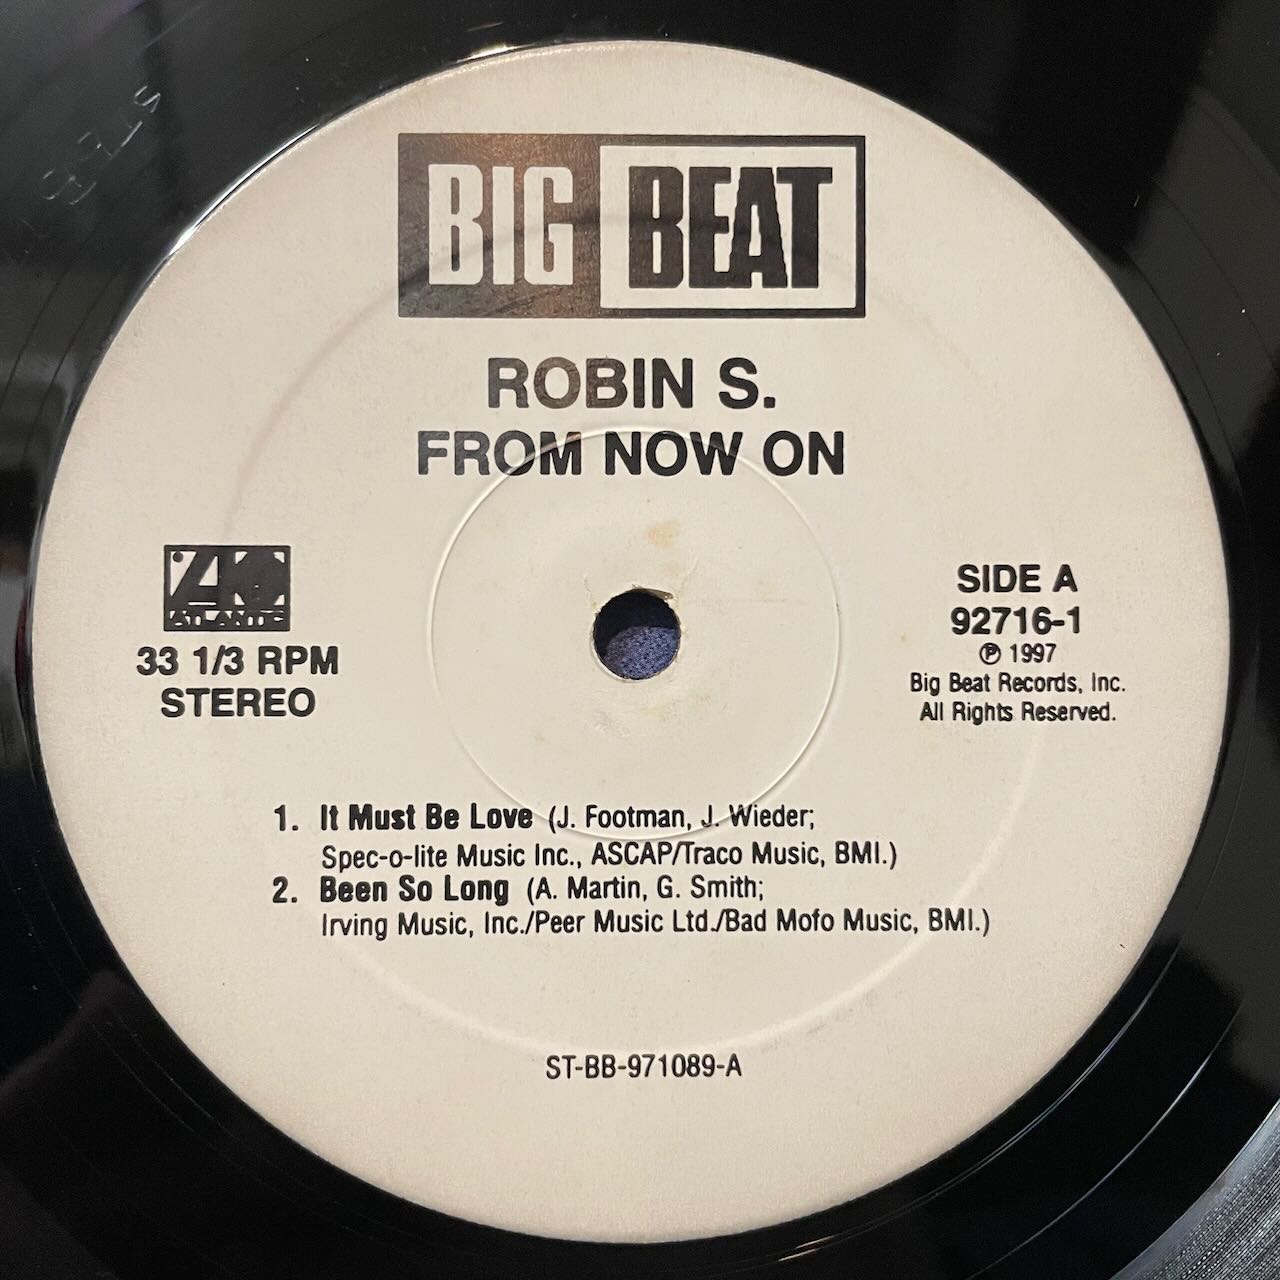 BIG BEAT
ROBIN S.
FROM NOW ON
ATLANTIC
33 1/3 RPM
STEREO
SIDE A
92716-1
℗ 1997
Big Beat Records, Inc.
All Rights Reserved.
1. It Must Be Love (J. Footman, J. Wieder;
Spec-o-lite Music Inc., ASCAP/Traco Music, BMI.)
2. Been So Long (A. Martin, G. Smith;
Irving Music, Inc./Peer Music Ltd./Bad Mofo Music, BMI.)
ST-BB-971089-A